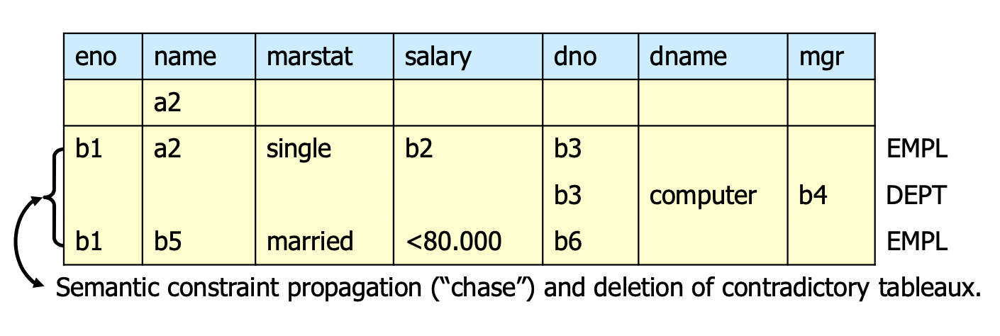 eno name marstat salary dno dname mgr
a2
b1 a2 single b2 b3 EMPL
b3 computer b4 DEPT
b1 b5 married <80.000 b6 EMPL
Semantic constraint propagation (“chase”) and deletion of contradictory tableaux.